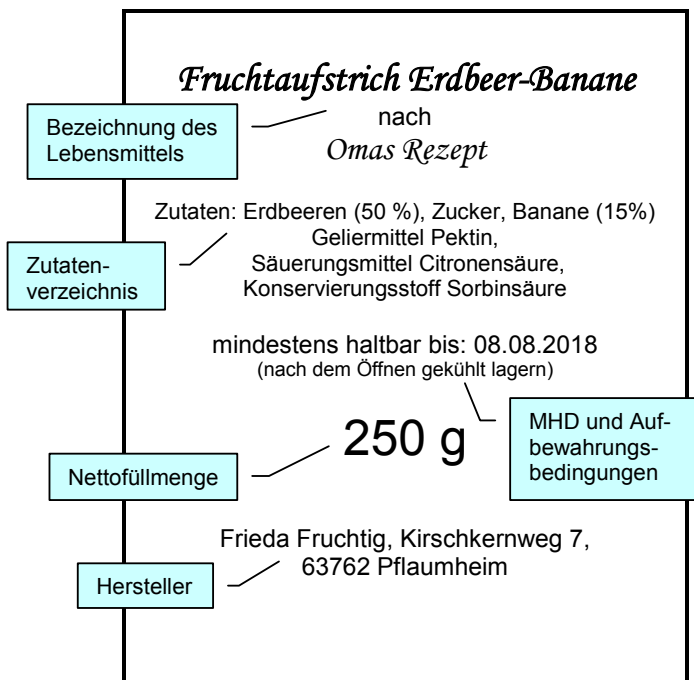 Fruchtaufstrich Erdbeer-Banane
nach
Omas Rezept
Bezeichnung des
Lebensmittels
Zutaten: Erdbeeren (50 %), Zucker, Banane (15%)
Geliermittel Pektin,
Säuerungsmittel Citronensäure,
Konservierungsstoff Sorbinsäure
Zutaten-
verzeichnis
mindestens haltbar bis: 08.08.2018
(nach dem Öffnen gekühlt lagern)
MHD und Auf-
bewahrungs-
bedingungen
250 g
Nettofüllmenge
Frieda Fruchtig, Kirschkernweg 7,
63762 Pflaumheim
Hersteller